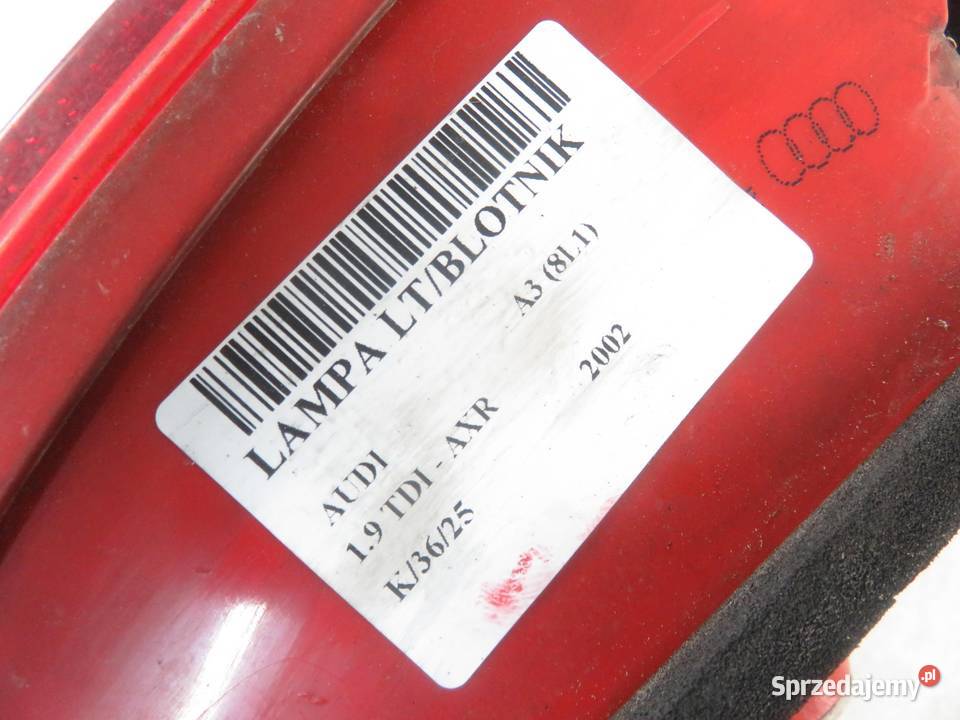 LAMPA LT/BLOTNIK
AUDI A3 (8L1)
1.9 TDI - AXR 2002
K/36/25
Sprzedajemy.pl